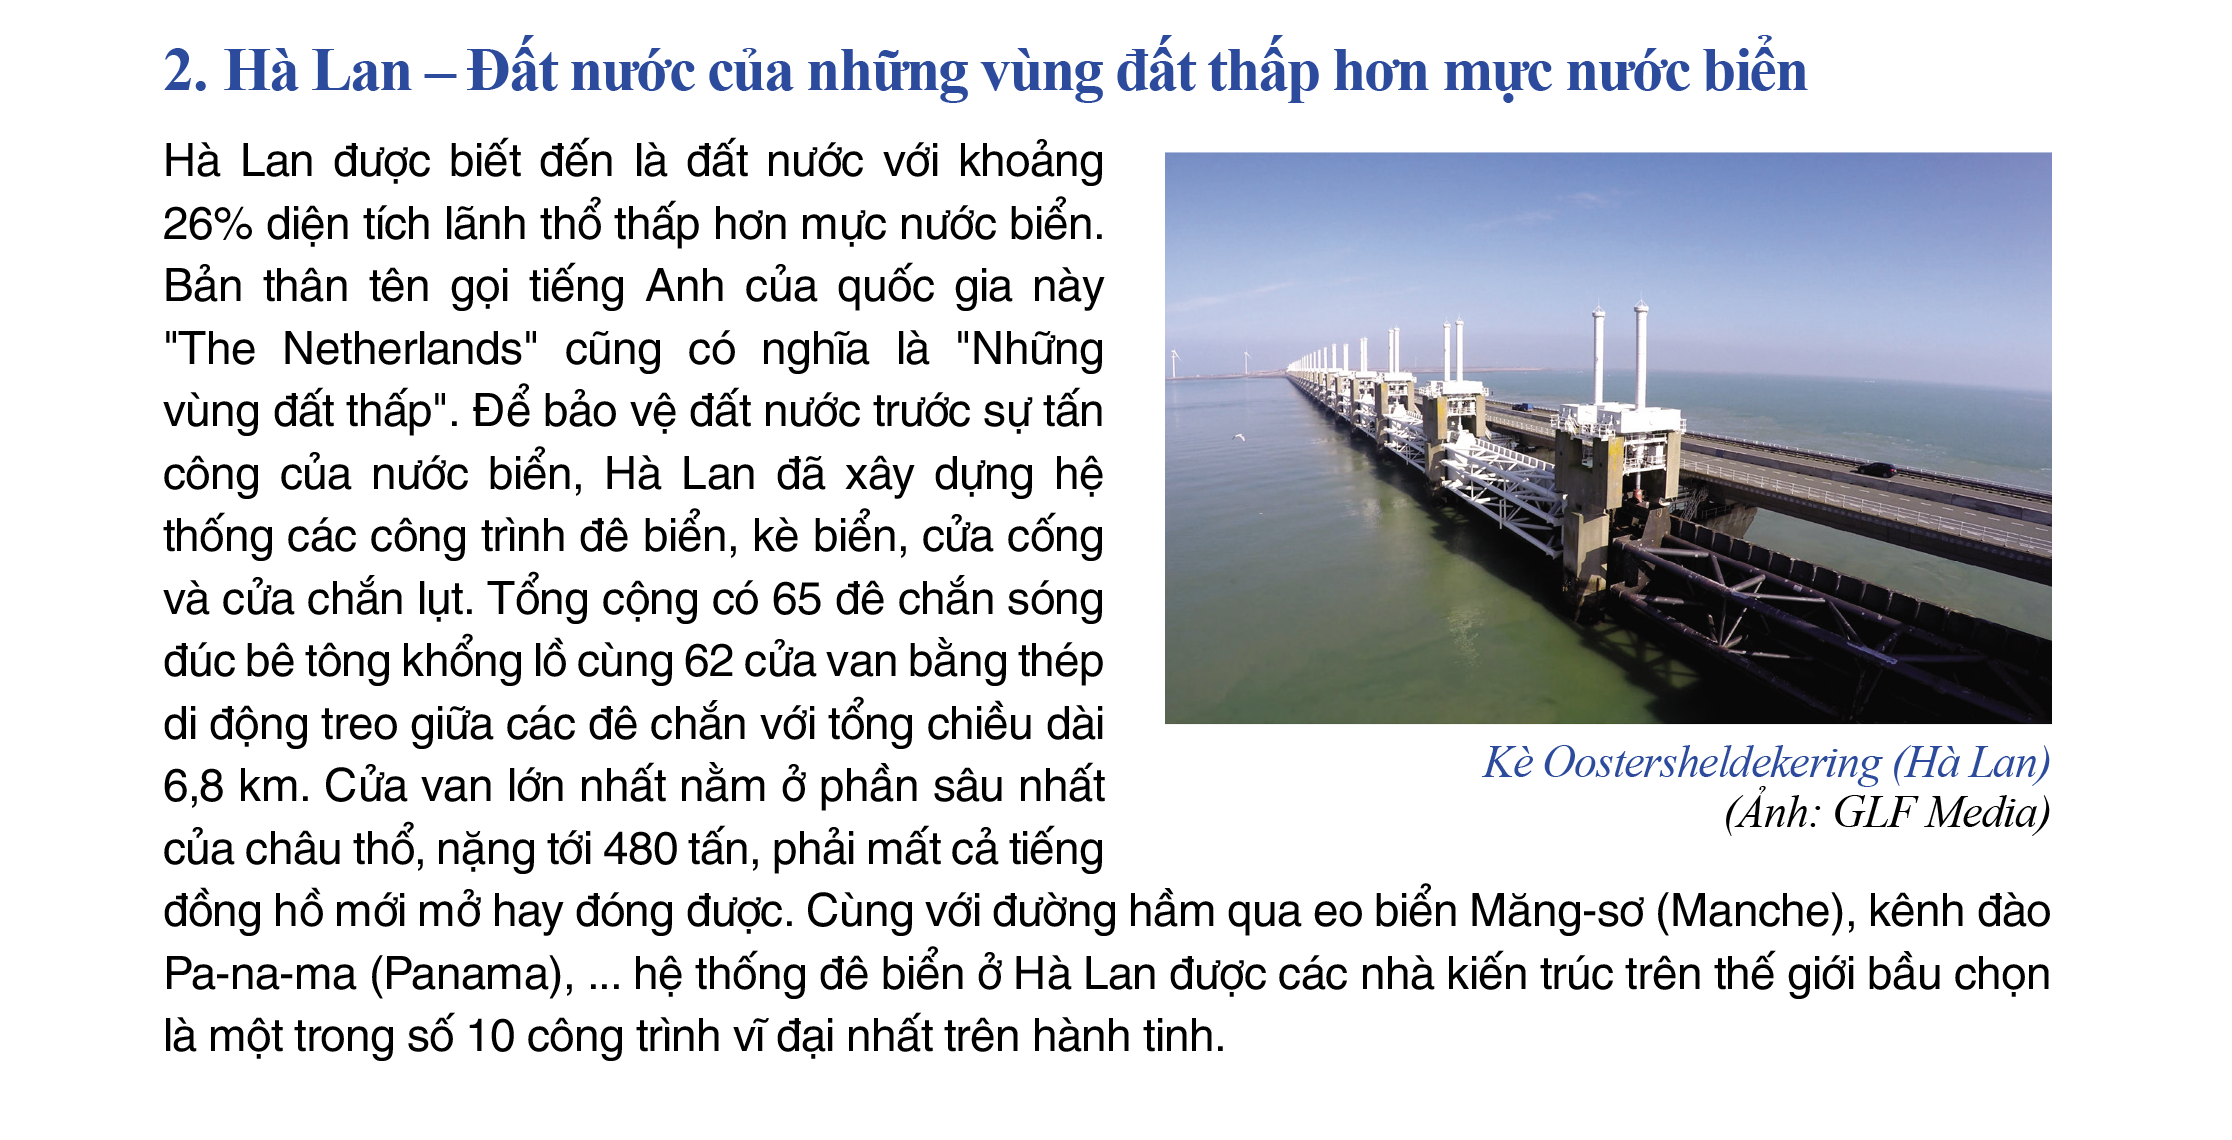 2. Hà Lan – Đất nước của những vùng đất thấp hơn mực nước biển
Hà Lan được biết đến là đất nước với khoảng
26% diện tích lãnh thổ thấp hơn mực nước biển.
Bản thân tên gọi tiếng Anh của quốc gia này
"The Netherlands" cũng có nghĩa là "Những
vùng đất thấp". Để bảo vệ đất nước trước sự tấn
công của nước biển, Hà Lan đã xây dựng hệ
thống các công trình đê biển, kè biển, cửa cống
và cửa chắn lụt. Tổng cộng có 65 đê chắn sóng
đúc bê tông khổng lồ cùng 62 cửa van bằng thép
di động treo giữa các đê chắn với tổng chiều dài
6,8 km. Cửa van lớn nhất nằm ở phần sâu nhất
của châu thổ, nặng tới 480 tấn, phải mất cả tiếng
đồng hồ mới mở hay đóng được. Cùng với đường hầm qua eo biển Măng-sơ (Manche), kênh đào
Pa-na-ma (Panama), ... hệ thống đê biển ở Hà Lan được các nhà kiến trúc trên thế giới bầu chọn
là một trong số 10 công trình vĩ đại nhất trên hành tinh.
Kè Oostersheldekering (Hà Lan)
(Ảnh: GLF Media)